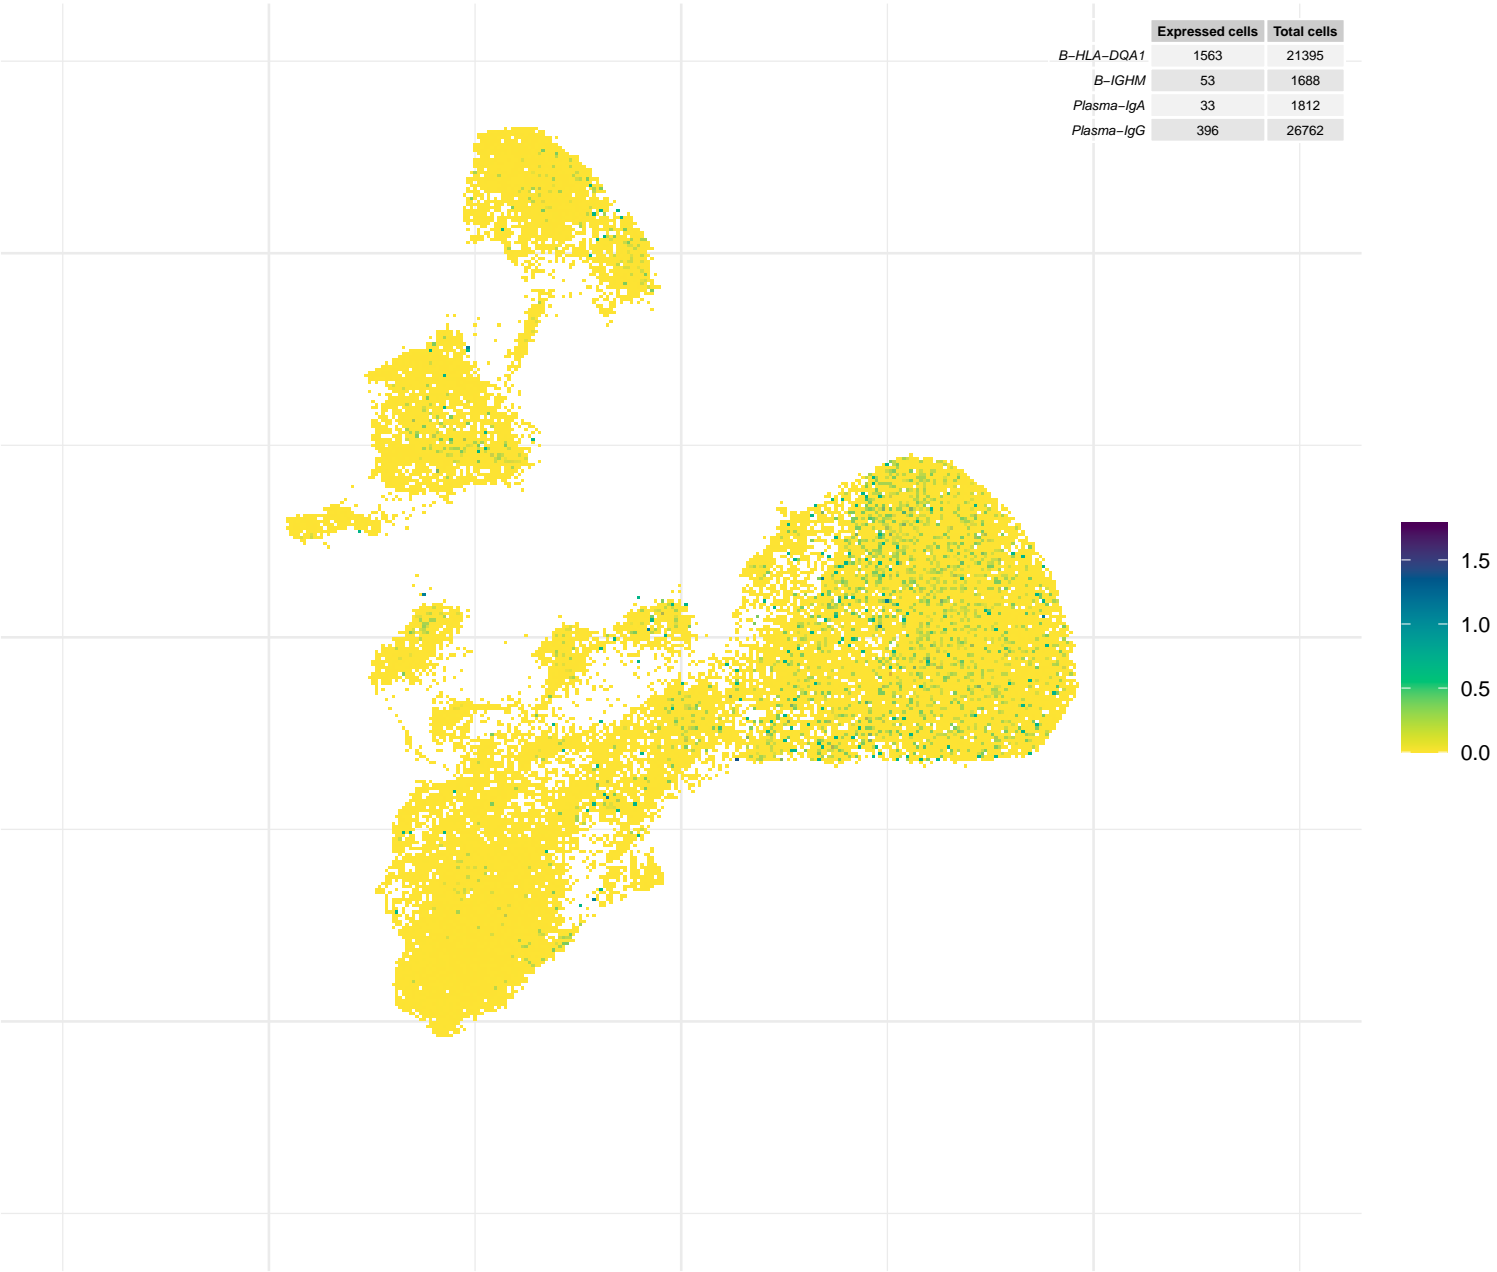 Expressed cells Total cells
B−HLA−DQA1 1563 21395
B−IGHM 53 1688
Plasma−IgA 33 1812
Plasma−IgG 396 26762
1.5
1.0
0.5
0.0